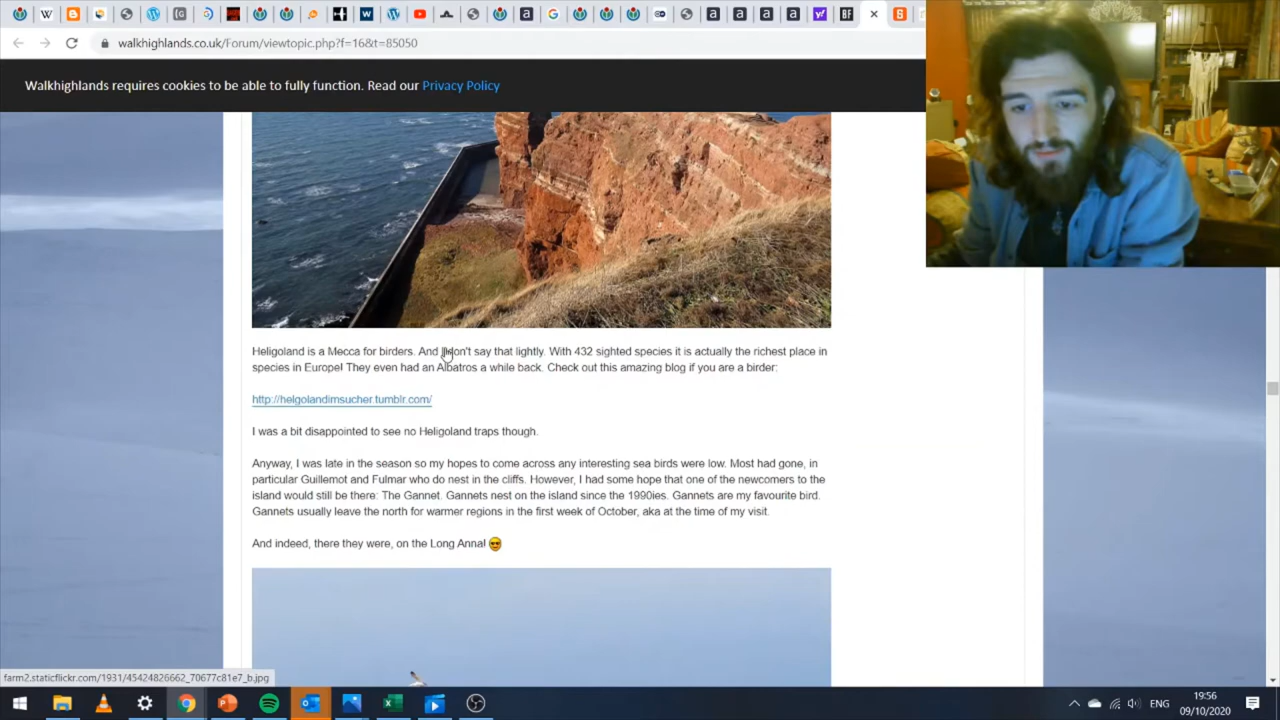 walkhighlands.co.uk/Forum/viewtopic.php?f=16&t=85050
Walkhighlands requires cookies to be able to fully function. Read our Privacy Policy
Heligoland is a Mecca for birders. And I don't say that lightly. With 432 sighted species it is actually the richest place in
species in Europe! They even had an Albatros a while back. Check out this amazing blog if you are a birder:
http://helgolandimsucher.tumblr.com/
I was a bit disappointed to see no Heligoland traps though.
Anyway, I was late in the season so my hopes to come across any interesting sea birds were low. Most had gone, in
particular Guillemot and Fulmar who do nest in the cliffs. However, I had some hope that one of the newcomers to the
island would still be there: The Gannet. Gannets nest on the island since the 1990ies. Gannets are my favourite bird.
Gannets usually leave the north for warmer regions in the first week of October, aka at the time of my visit.
And indeed, there they were, on the Long Anna!
farm2.staticflickr.com/1931/45424826662_70677c81e7_b.jpg
ENG
19:56
09/10/2020